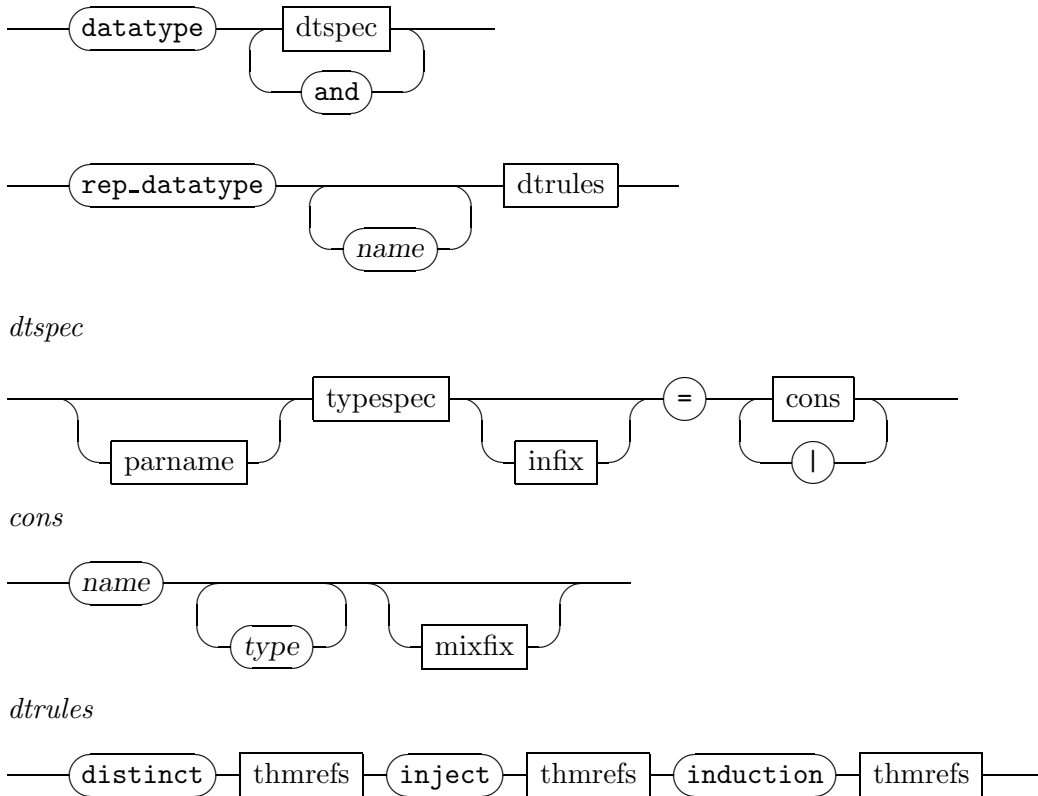 datatype dtspec
and
rep_datatype dtrules
name
dtspec
typespec = cons
parname infix |
cons
name
type mixfix
dtrules
distinct thmrefs inject thmrefs induction thmrefs